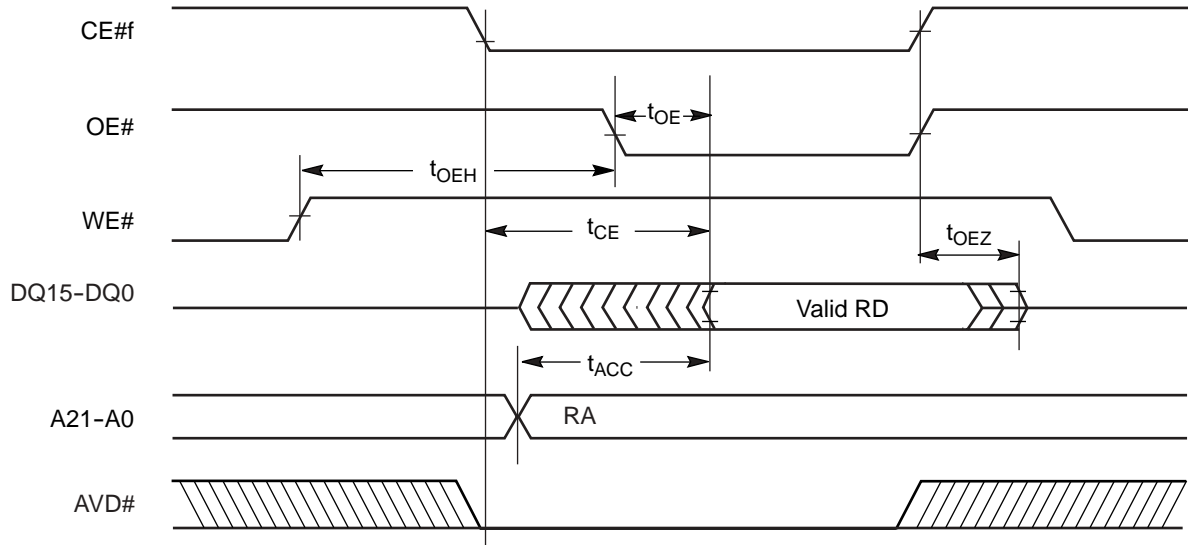 CE#f
OE#
tOE
tOEH
WE#
tCE
tOEZ
DQ15-DQ0
Valid RD
tACC
A21-A0
RA
AVD#